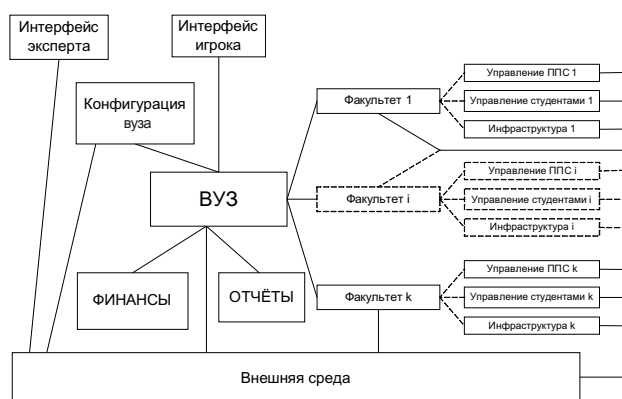 Интерфейс
эксперта
Интерфейс
игрока
Конфигурация
вуза
ВУЗ
ФИНАНСЫ
ОТЧЁТЫ
Факультет 1
Управление ППС 1
Управление студентами 1
Инфраструктура 1
Факультет i
Управление ППС i
Управление студентами i
Инфраструктура i
Факультет k
Управление ППС k
Управление студентами k
Инфраструктура k
Внешняя среда